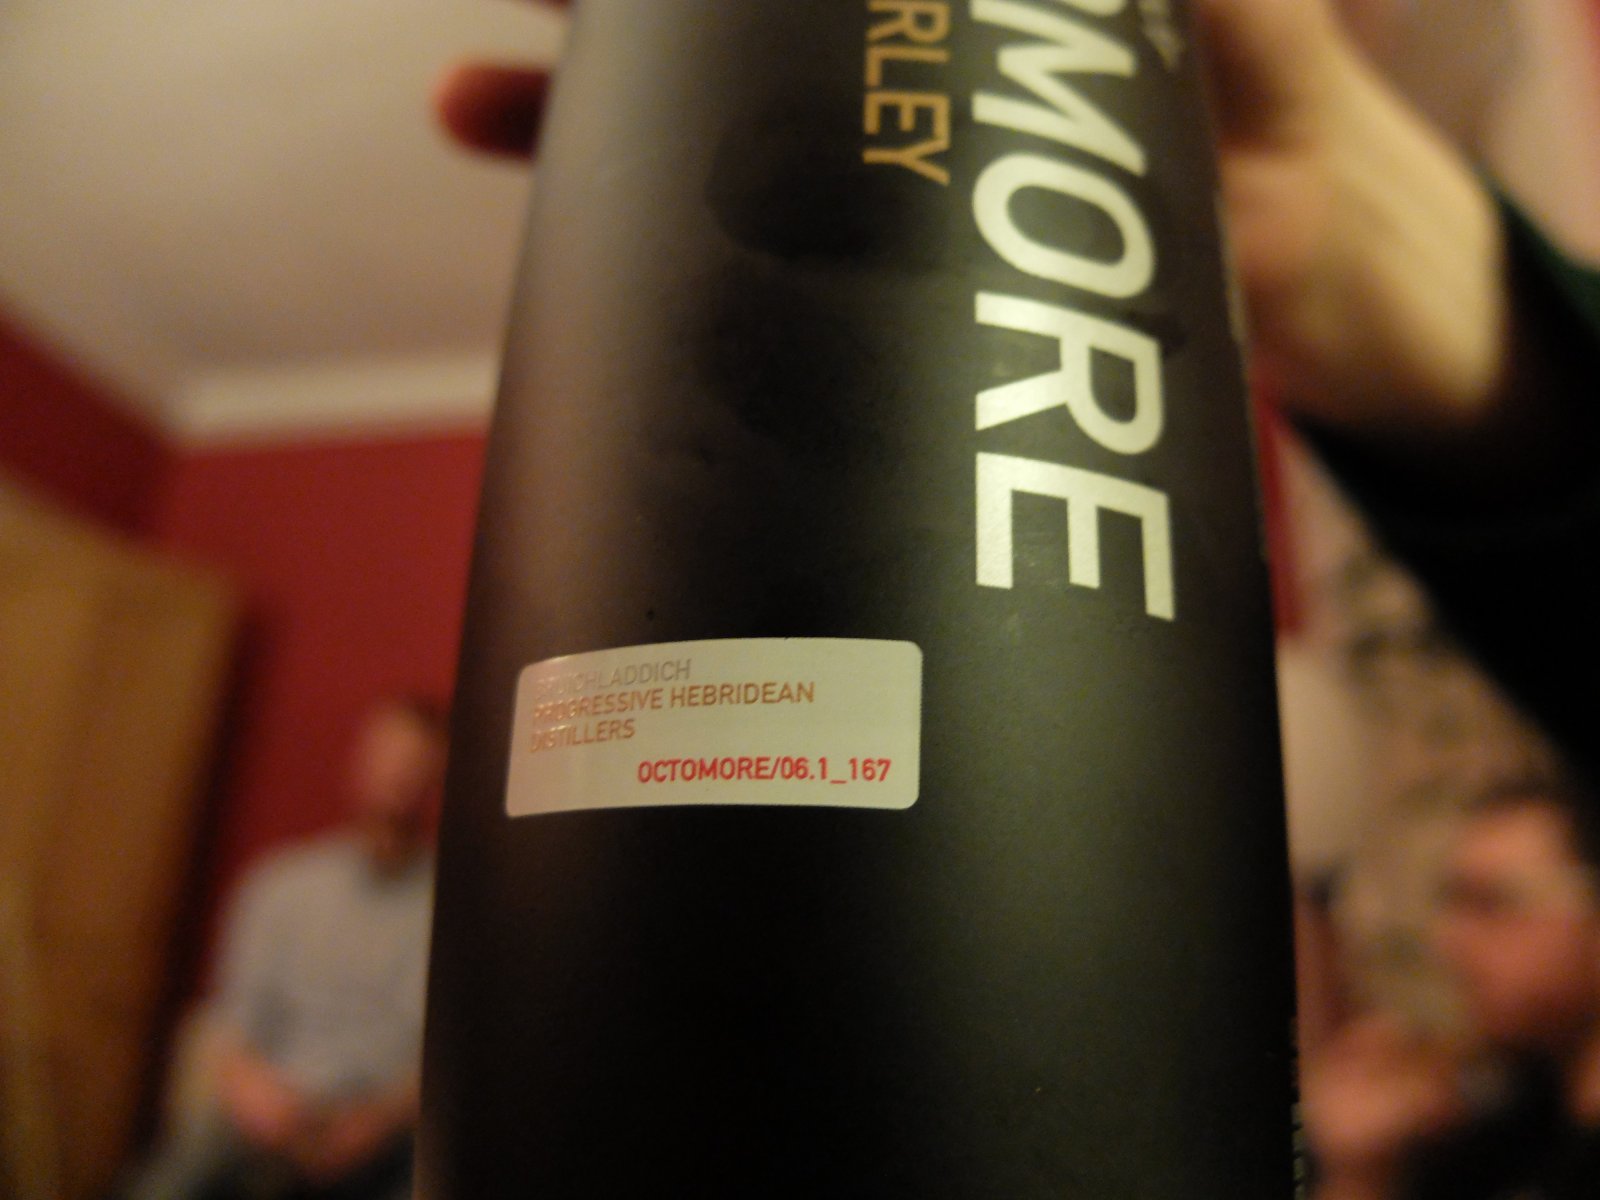 MORE
RLEY
BRUICHLADDICH
PROGRESSIVE HEBRIDEAN
DISTILLERS
OCTOMORE/06.1_167